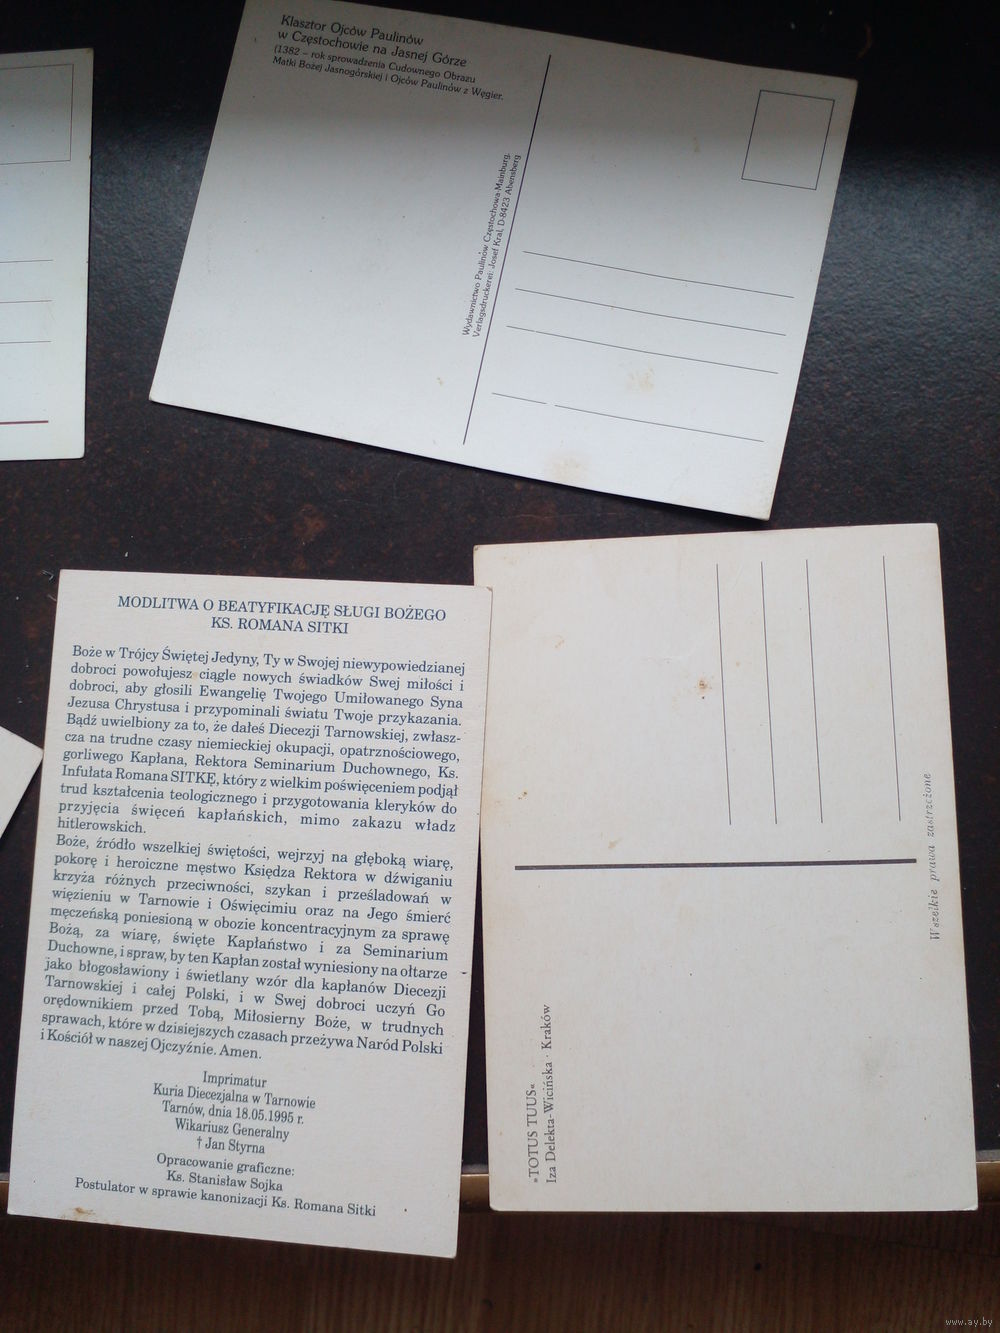 Klasztor Ojców Paulinów
w Częstochowie na Jasnej Górze
(1382 – rok sprowadzenia Cudownego Obrazu
Matki Bożej Jasnogórskiej i Ojców Paulinów z Węgier.
Wydawnictwo Paulinów Częstochowa-Mainburg.
Verlagsdruckerei: Josef Kral, D-8423 Abensberg
MODLITWA O BEATYFIKACJĘ SŁUGI BOŻEGO
KS. ROMANA SITKI
Boże w Trójcy Świętej Jedyny, Ty w Swojej niewypowiedzianej
dobroci powołujesz ciągle nowych świadków Swej miłości i
dobroci, aby głosili Ewangelię Twojego Umiłowanego Syna
Jezusa Chrystusa i przypominali światu Twoje przykazania.
Bądź uwielbiony za to, że dałeś Diecezji Tarnowskiej, zwłasz-
cza na trudne czasy niemieckiej okupacji, opatrznościowego,
gorliwego Kapłana, Rektora Seminarium Duchownego, Ks.
Infułata Romana SITKĘ, który z wielkim poświęceniem podjął
trud kształcenia teologicznego i przygotowania kleryków do
przyjęcia święceń kapłańskich, mimo zakazu władz
hitlerowskich.
Boże, źródło wszelkiej świętości, wejrzyj na głęboką wiarę,
pokorę i heroiczne męstwo Księdza Rektora w dźwiganiu
krzyża różnych przeciwności, szykan i prześladowań w
więzieniu w Tarnowie i Oświęcimiu oraz na Jego śmierć
męczeńską poniesioną w obozie koncentracyjnym za sprawę
Bożą, za wiarę, święte Kapłaństwo i za Seminarium
Duchowne, i spraw, by ten Kapłan został wyniesiony na ołtarze
jako błogosławiony i świetlany wzór dla kapłanów Diecezji
Tarnowskiej i całej Polski, i w Swej dobroci uczyń Go
orędownikiem przed Tobą, Miłosierny Boże, w trudnych
sprawach, które w dzisiejszych czasach przeżywa Naród Polski
i Kościół w naszej Ojczyźnie. Amen.
Imprimatur
Kuria Diecezjalna w Tarnowie
Tarnów, dnia 18.05.1995 r.
Wikariusz Generalny
† Jan Styrna
Opracowanie graficzne:
Ks. Stanisław Sojka
Postulator w sprawie kanonizacji Ks. Romana Sitki
»TOTUS TUUS«
Iza Delekta-Wicińska · Kraków
Wszelkie prawa zastrzeżone
www.ay.by